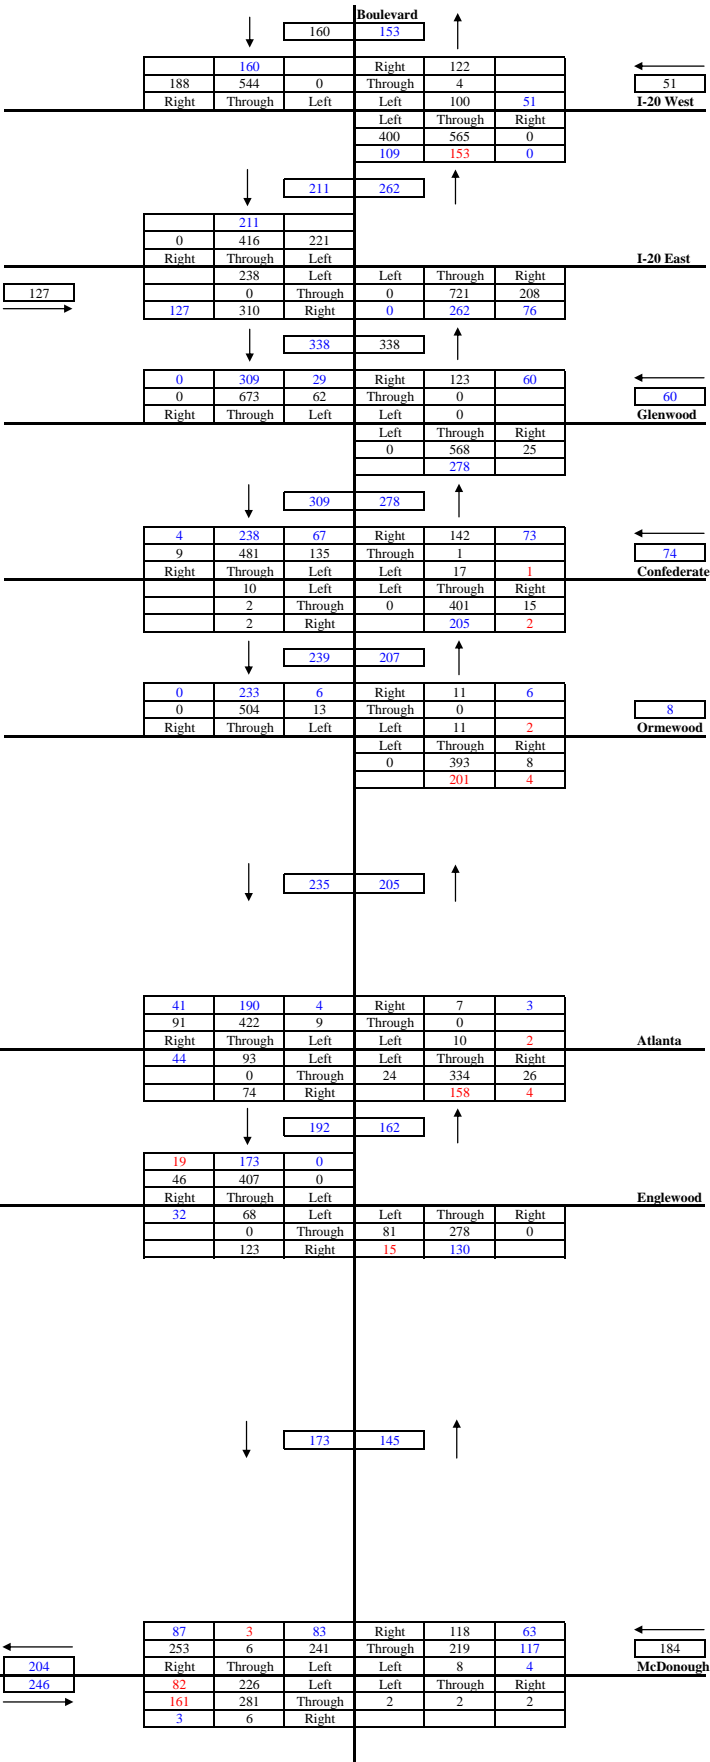 Boulevard
160 153
160 Right 122
188 544 0 Through 4 51
Right Through Left Left 100 51 I-20 West
Left Through Right
400 565 0
109 153 0
211 262
211
0 416 221
Right Through Left I-20 East
238 Left Left Through Right
127 0 Through 0 721 208
127 310 Right 0 262 76
338 338
0 309 29 Right 123 60
0 673 62 Through 0 60
Right Through Left Left 0 Glenwood
Left Through Right
0 568 25
278
309 278
4 238 67 Right 142 73
9 481 135 Through 1 74
Right Through Left Left 17 1 Confederate
10 Left Left Through Right
2 Through 0 401 15
2 Right 205 2
239 207
0 233 6 Right 11 6
0 504 13 Through 0 8
Right Through Left Left 11 2 Ormewood
Left Through Right
0 393 8
201 4
235 205
41 190 4 Right 7 3
91 422 9 Through 0
Right Through Left Left 10 2 Atlanta
44 93 Left Left Through Right
0 Through 24 334 26
74 Right 158 4
192 162
19 173 0
46 407 0
Right Through Left Englewood
32 68 Left Left Through Right
0 Through 81 278 0
123 Right 15 130
173 145
87 3 83 Right 118 63
253 6 241 Through 219 117 184
204 Right Through Left Left 8 4 McDonough
246 82 226 Left Left Through Right
161 281 Through 2 2 2
3 6 Right